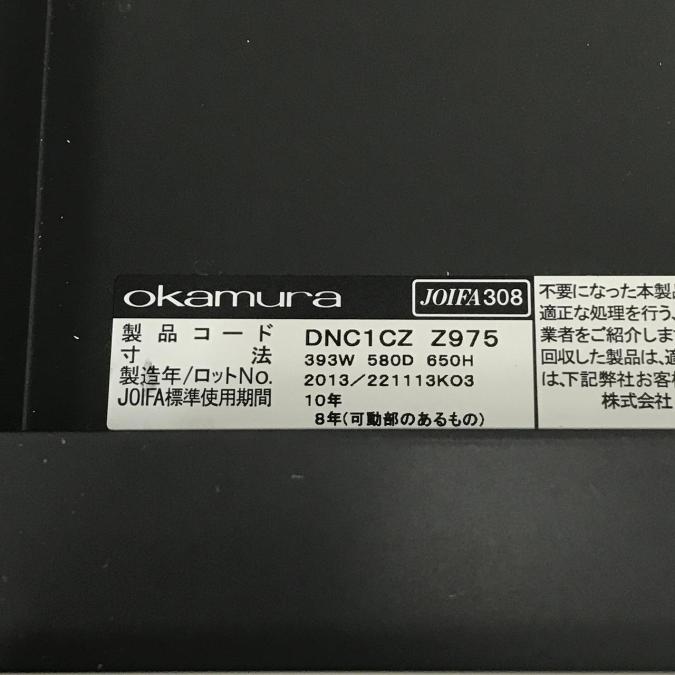 okamura
JOIFA308
製品コード DNC1CZ Z975
寸法 393W 580D 650H
製造年/ロットNo. 2013/221113K03
JOIFA標準使用期間 10年
8年(可動部のあるもの)
不要になった本製品
適正な処理を行う、
業者をご紹介しま
回収した製品は、適
は、下記弊社お客様
株式会社